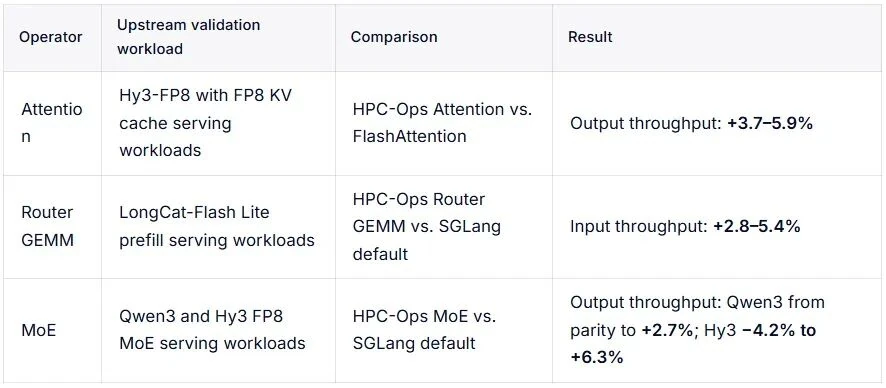 Operator
Upstream validation
workload
Comparison
Result
Attentio
n
Hy3-FP8 with FP8 KV
cache serving
workloads
HPC-Ops Attention vs.
FlashAttention
Output throughput: +3.7–5.9%
Router
GEMM
LongCat-Flash Lite
prefill serving workloads
HPC-Ops Router
GEMM vs. SGLang
default
Input throughput: +2.8–5.4%
MoE
Qwen3 and Hy3 FP8
MoE serving workloads
HPC-Ops MoE vs.
SGLang default
Output throughput: Qwen3 from
parity to +2.7%; Hy3 −4.2% to
+6.3%